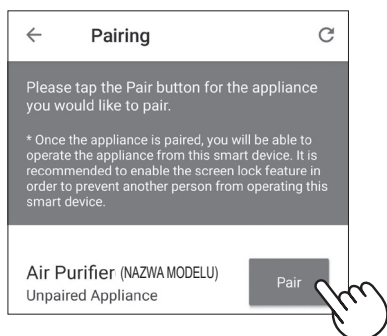 Pairing
Please tap the Pair button for the appliance
you would like to pair.
* Once the appliance is paired, you will be able to
operate the appliance from this smart device. It is
recommended to enable the screen lock feature in
order to prevent another person from operating this
smart device.
Air Purifier (NAZWA MODELU)
Unpaired Appliance
Pair